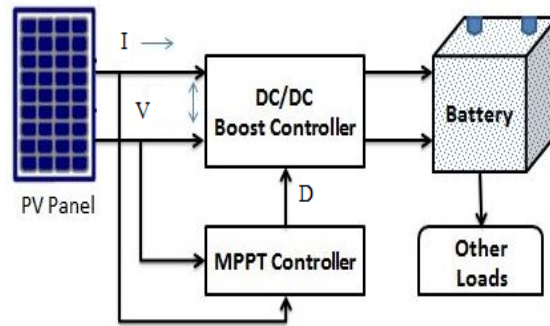 I
V
PV Panel
DC/DC
Boost Controller
D
MPPT Controller
Battery
Other
Loads